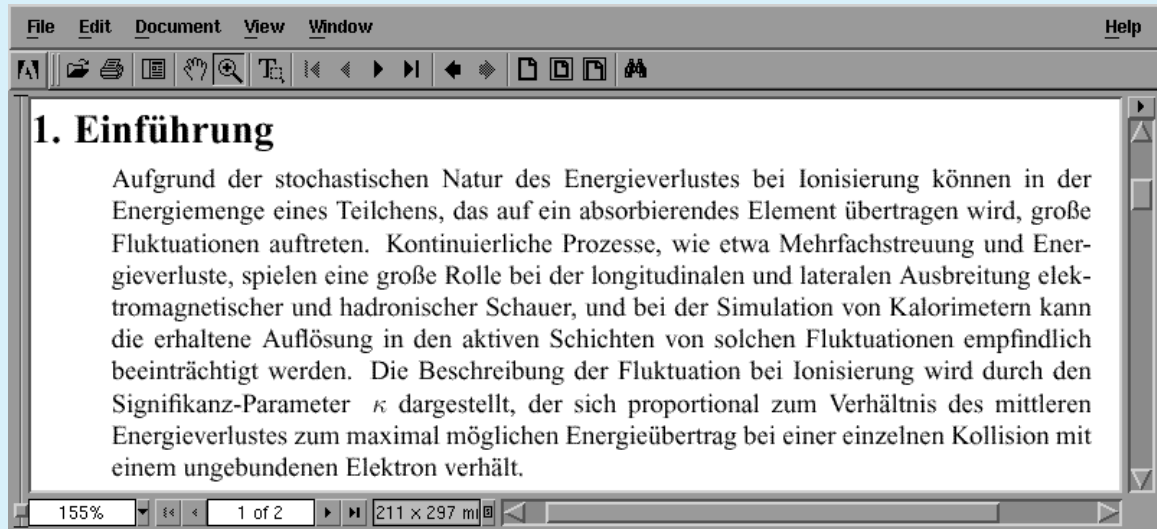 File Edit Document View Window Help
1. Einführung
Aufgrund der stochastischen Natur des Energieverlustes bei Ionisierung können in der
Energiemenge eines Teilchens, das auf ein absorbierendes Element übertragen wird, große
Fluktuationen auftreten. Kontinuierliche Prozesse, wie etwa Mehrfachstreuung und Ener-
gieverluste, spielen eine große Rolle bei der longitudinalen und lateralen Ausbreitung elek-
tromagnetischer und hadronischer Schauer, und bei der Simulation von Kalorimetern kann
die erhaltene Auflösung in den aktiven Schichten von solchen Fluktuationen empfindlich
beeinträchtigt werden. Die Beschreibung der Fluktuation bei Ionisierung wird durch den
Signifikanz-Parameter κ dargestellt, der sich proportional zum Verhältnis des mittleren
Energieverlustes zum maximal möglichen Energieübertrag bei einer einzelnen Kollision mit
einem ungebundenen Elektron verhält.
155% 1 of 2 211 x 297